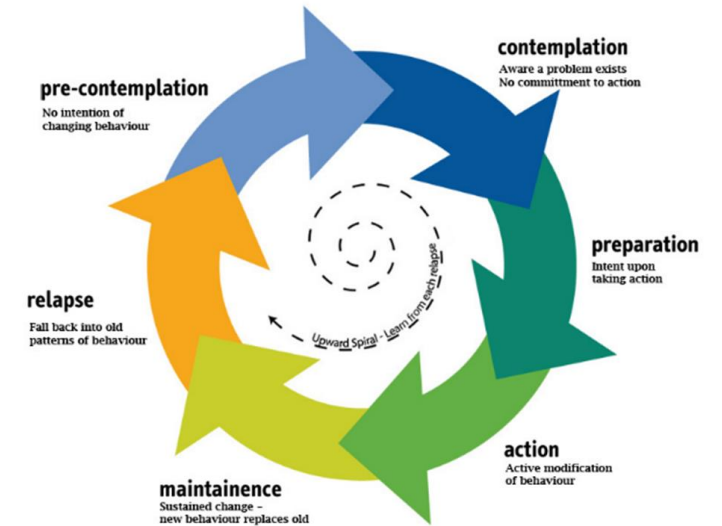 pre-contemplation
No intention of
changing behaviour
contemplation
Aware a problem exists
No committment to action
preparation
Intent upon
taking action
action
Active modification
of behaviour
maintainence
Sustained change –
new behaviour replaces old
relapse
Fall back into old
patterns of behaviour
Upward Spiral - Learn from each relapse